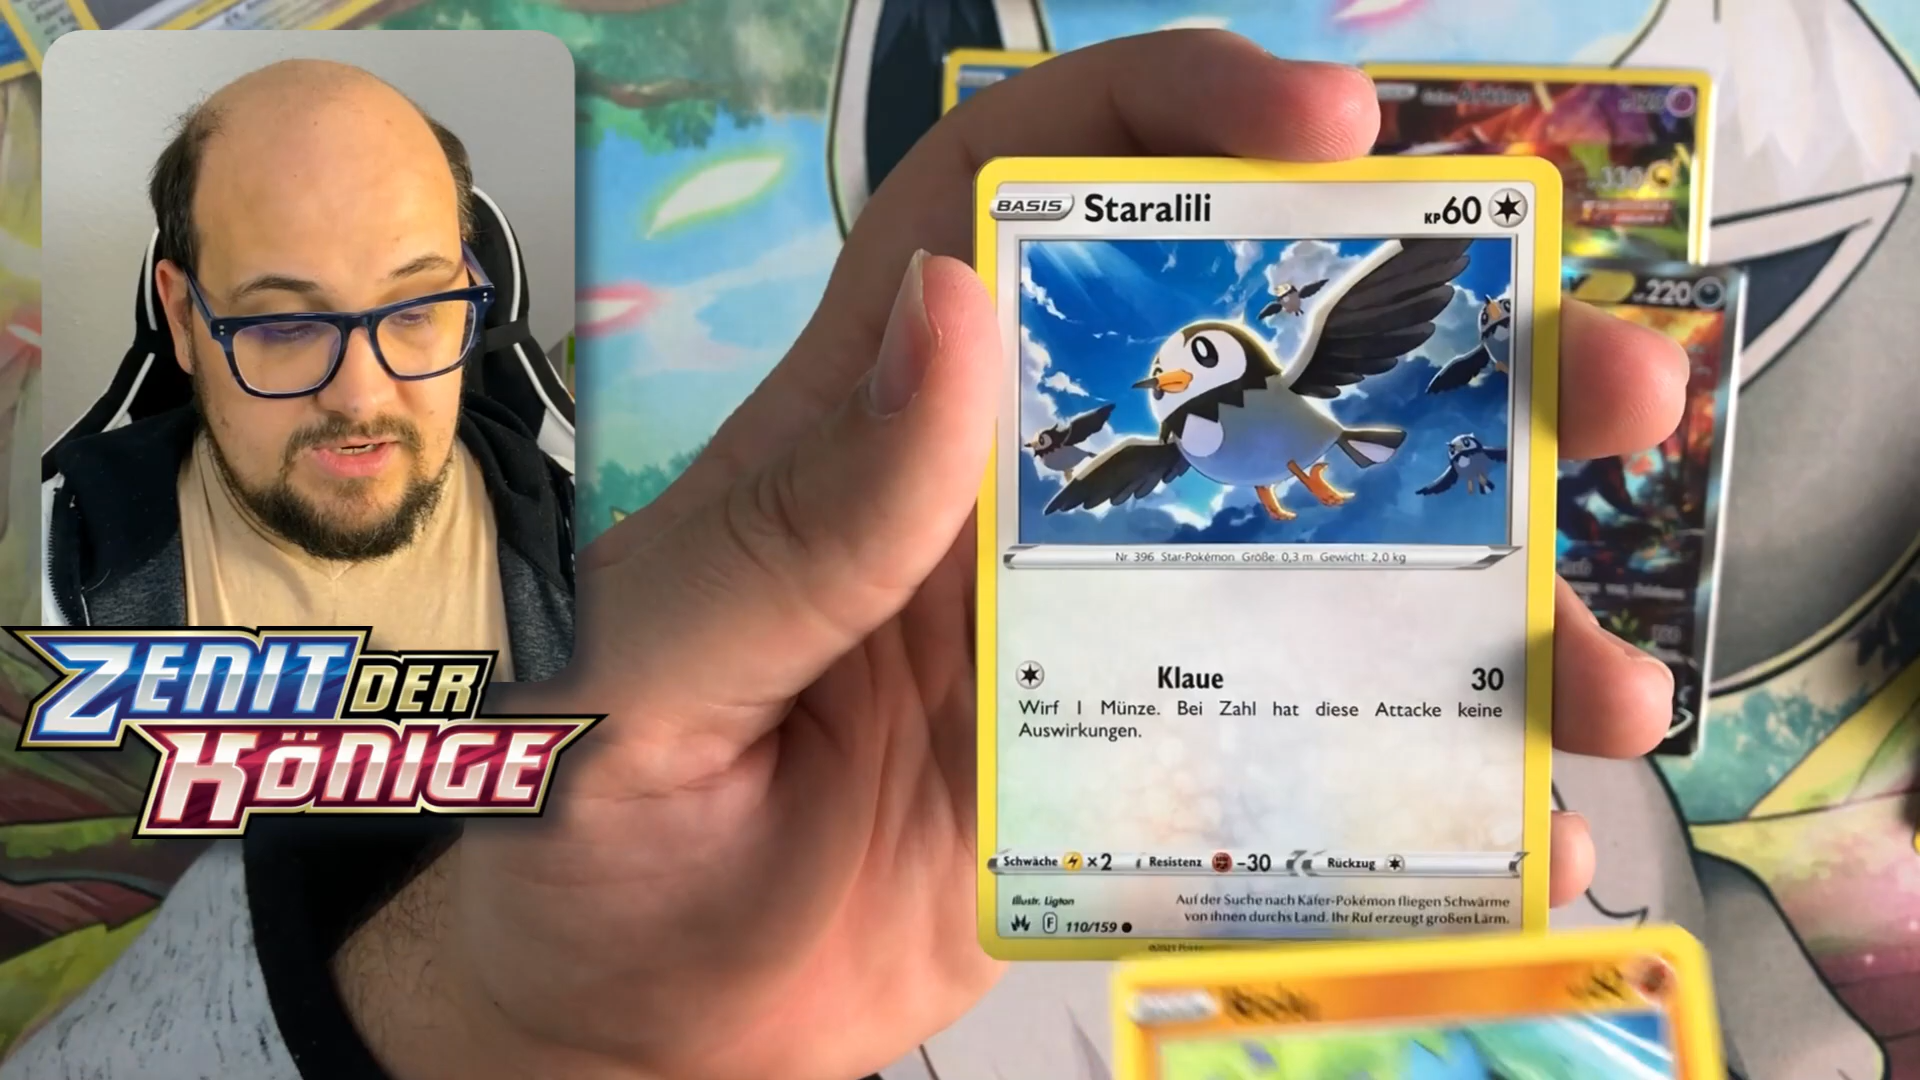 ZENIT DER
KÖNIGE
BASIS Staralili KP60
Nr. 396 Star-Pokémon Größe: 0,3 m Gewicht: 2,0 kg
Klaue 30
Wirf 1 Münze. Bei Zahl hat diese Attacke keine
Auswirkungen.
Schwäche ×2 Resistenz -30 Rückzug
Illustr. Ligton
Auf der Suche nach Käfer-Pokémon fliegen Schwärme
von ihnen durchs Land. Ihr Ruf erzeugt großen Lärm.
F 110/159
330
220